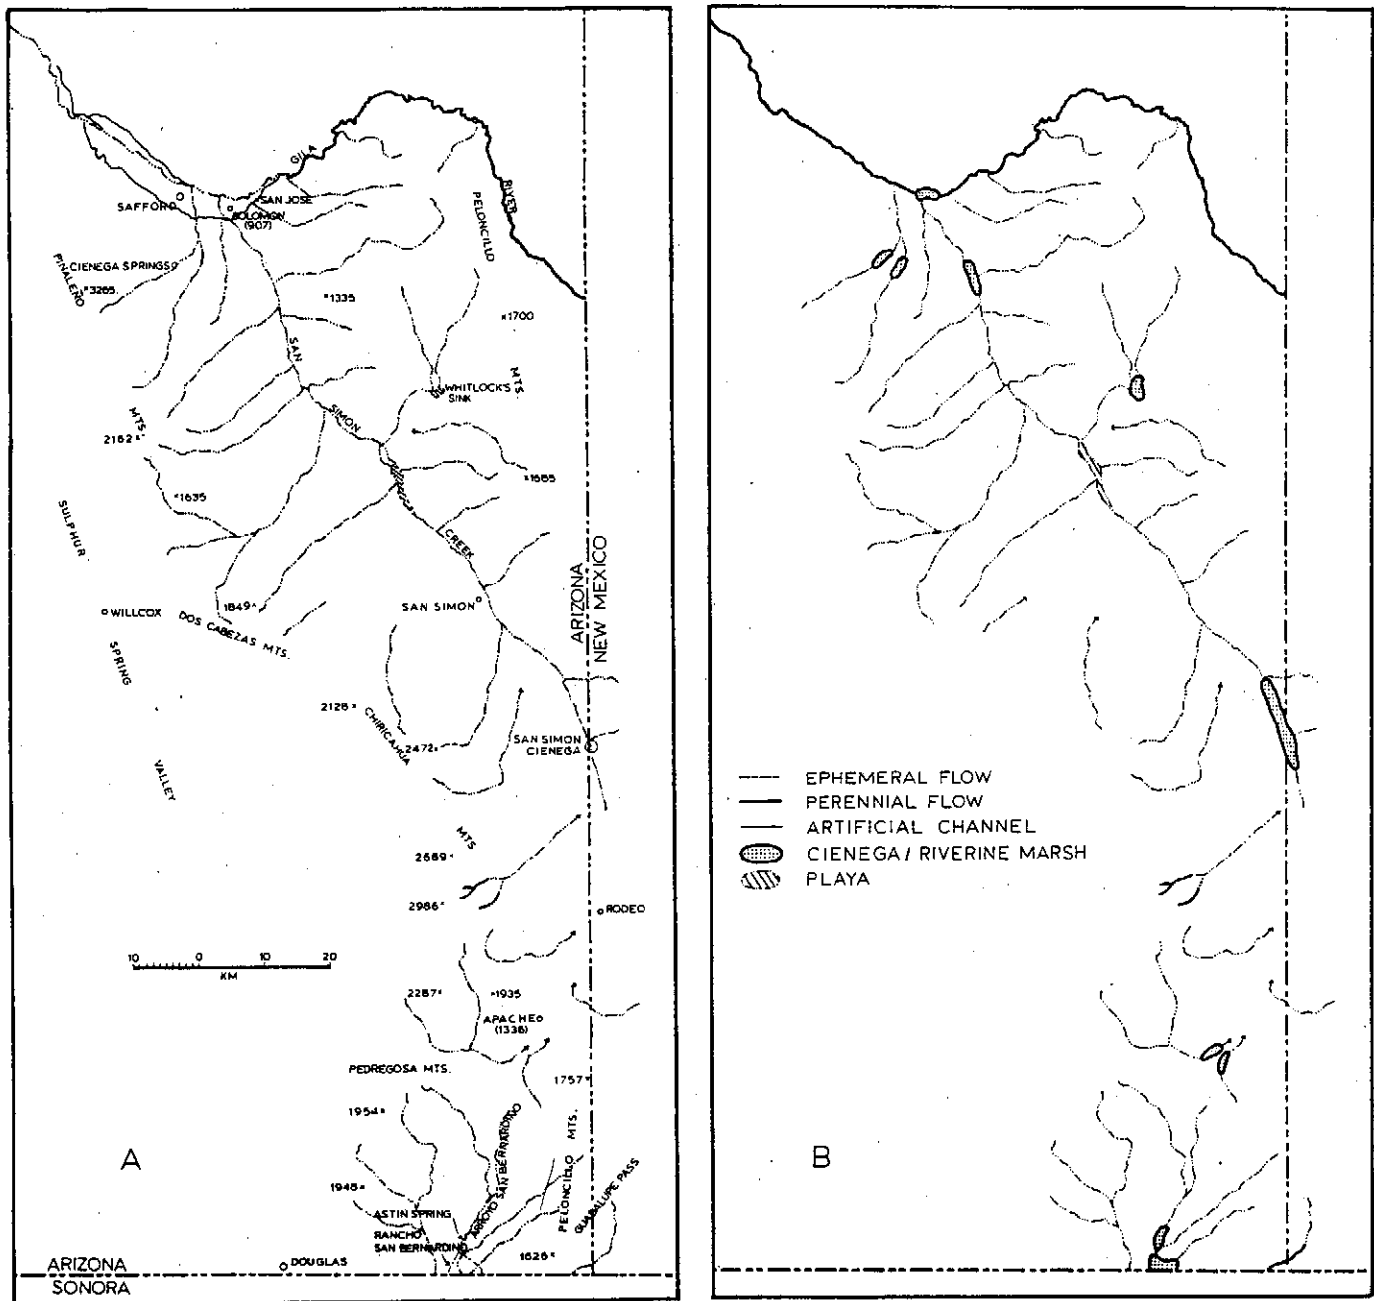 GILA
RIVER
SAFFORD
SAN JOSE
SOLOMON
(907)
PELONCILLO
CIENEGA SPRINGS
PINALEÑO
3265
1335
1700
SAN
WHITLOCK'S
SINK
MTS
MTS
SIMON
2182
1635
1685
SULPHUR
CREEK
ARIZONA
NEW MEXICO
WILLCOX
1849
SAN SIMON
DOS CABEZAS MTS.
SPRING
2126
CHIRICAHUA
2472
SAN SIMON
CIENEGA
VALLEY
MTS
2689
2986
RODEO
10 0 10 20
KM
2287
1935
APACHE
(1336)
PEDREGOSA MTS.
1757
1954
ARROYO SAN BERNARDINO
PELONCILLO MTS.
GUADALUPE PASS
A
1948
ASTIN SPRING
RANCHO
SAN BERNARDINO
1626
DOUGLAS
ARIZONA
SONORA
EPHEMERAL FLOW
PERENNIAL FLOW
ARTIFICIAL CHANNEL
CIENEGA / RIVERINE MARSH
PLAYA
B